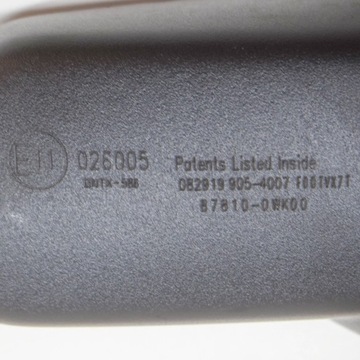 E11 026005
Patents Listed Inside
082919 905-4007
87810-0WK00